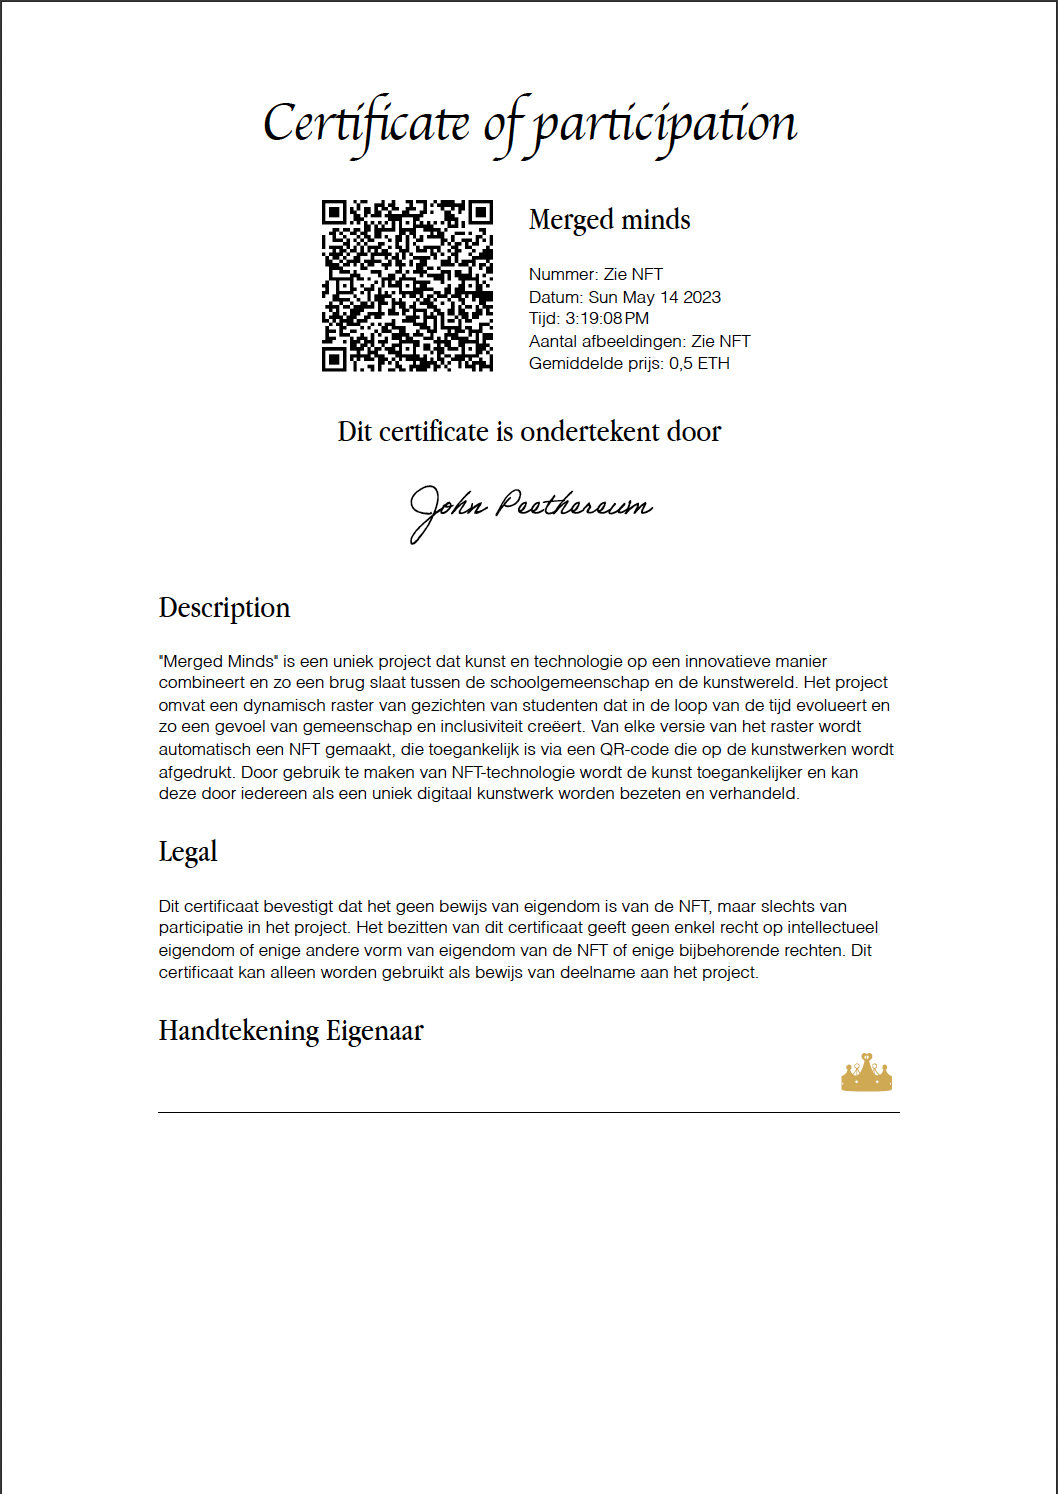 Certificate of participation
Merged minds
Nummer: Zie NFT
Datum: Sun May 14 2023
Tijd: 3:19:08 PM
Aantal afbeeldingen: Zie NFT
Gemiddelde prijs: 0,5 ETH
Dit certificate is ondertekent door
John Peethereum
Description
"Merged Minds" is een uniek project dat kunst en technologie op een innovatieve manier
combineert en zo een brug slaat tussen de schoolgemeenschap en de kunstwereld. Het project
omvat een dynamisch raster van gezichten van studenten dat in de loop van de tijd evolueert en
zo een gevoel van gemeenschap en inclusiviteit creëert. Van elke versie van het raster wordt
automatisch een NFT gemaakt, die toegankelijk is via een QR-code die op de kunstwerken wordt
afgedrukt. Door gebruik te maken van NFT-technologie wordt de kunst toegankelijker en kan
deze door iedereen als een uniek digitaal kunstwerk worden bezeten en verhandeld.
Legal
Dit certificaat bevestigt dat het geen bewijs van eigendom is van de NFT, maar slechts van
participatie in het project. Het bezitten van dit certificaat geeft geen enkel recht op intellectueel
eigendom of enige andere vorm van eigendom van de NFT of enige bijbehorende rechten. Dit
certificaat kan alleen worden gebruikt als bewijs van deelname aan het project.
Handtekening Eigenaar